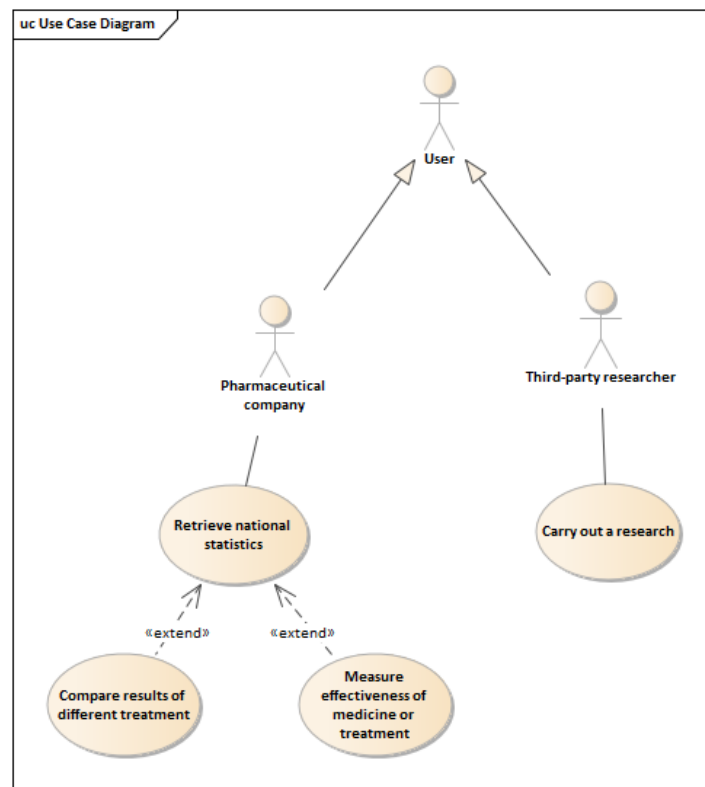 uc Use Case Diagram
User
Pharmaceutical
company
Third-party researcher
Retrieve national
statistics
Carry out a research
«extend»
«extend»
Compare results of
different treatment
Measure
effectiveness of
medicine or
treatment